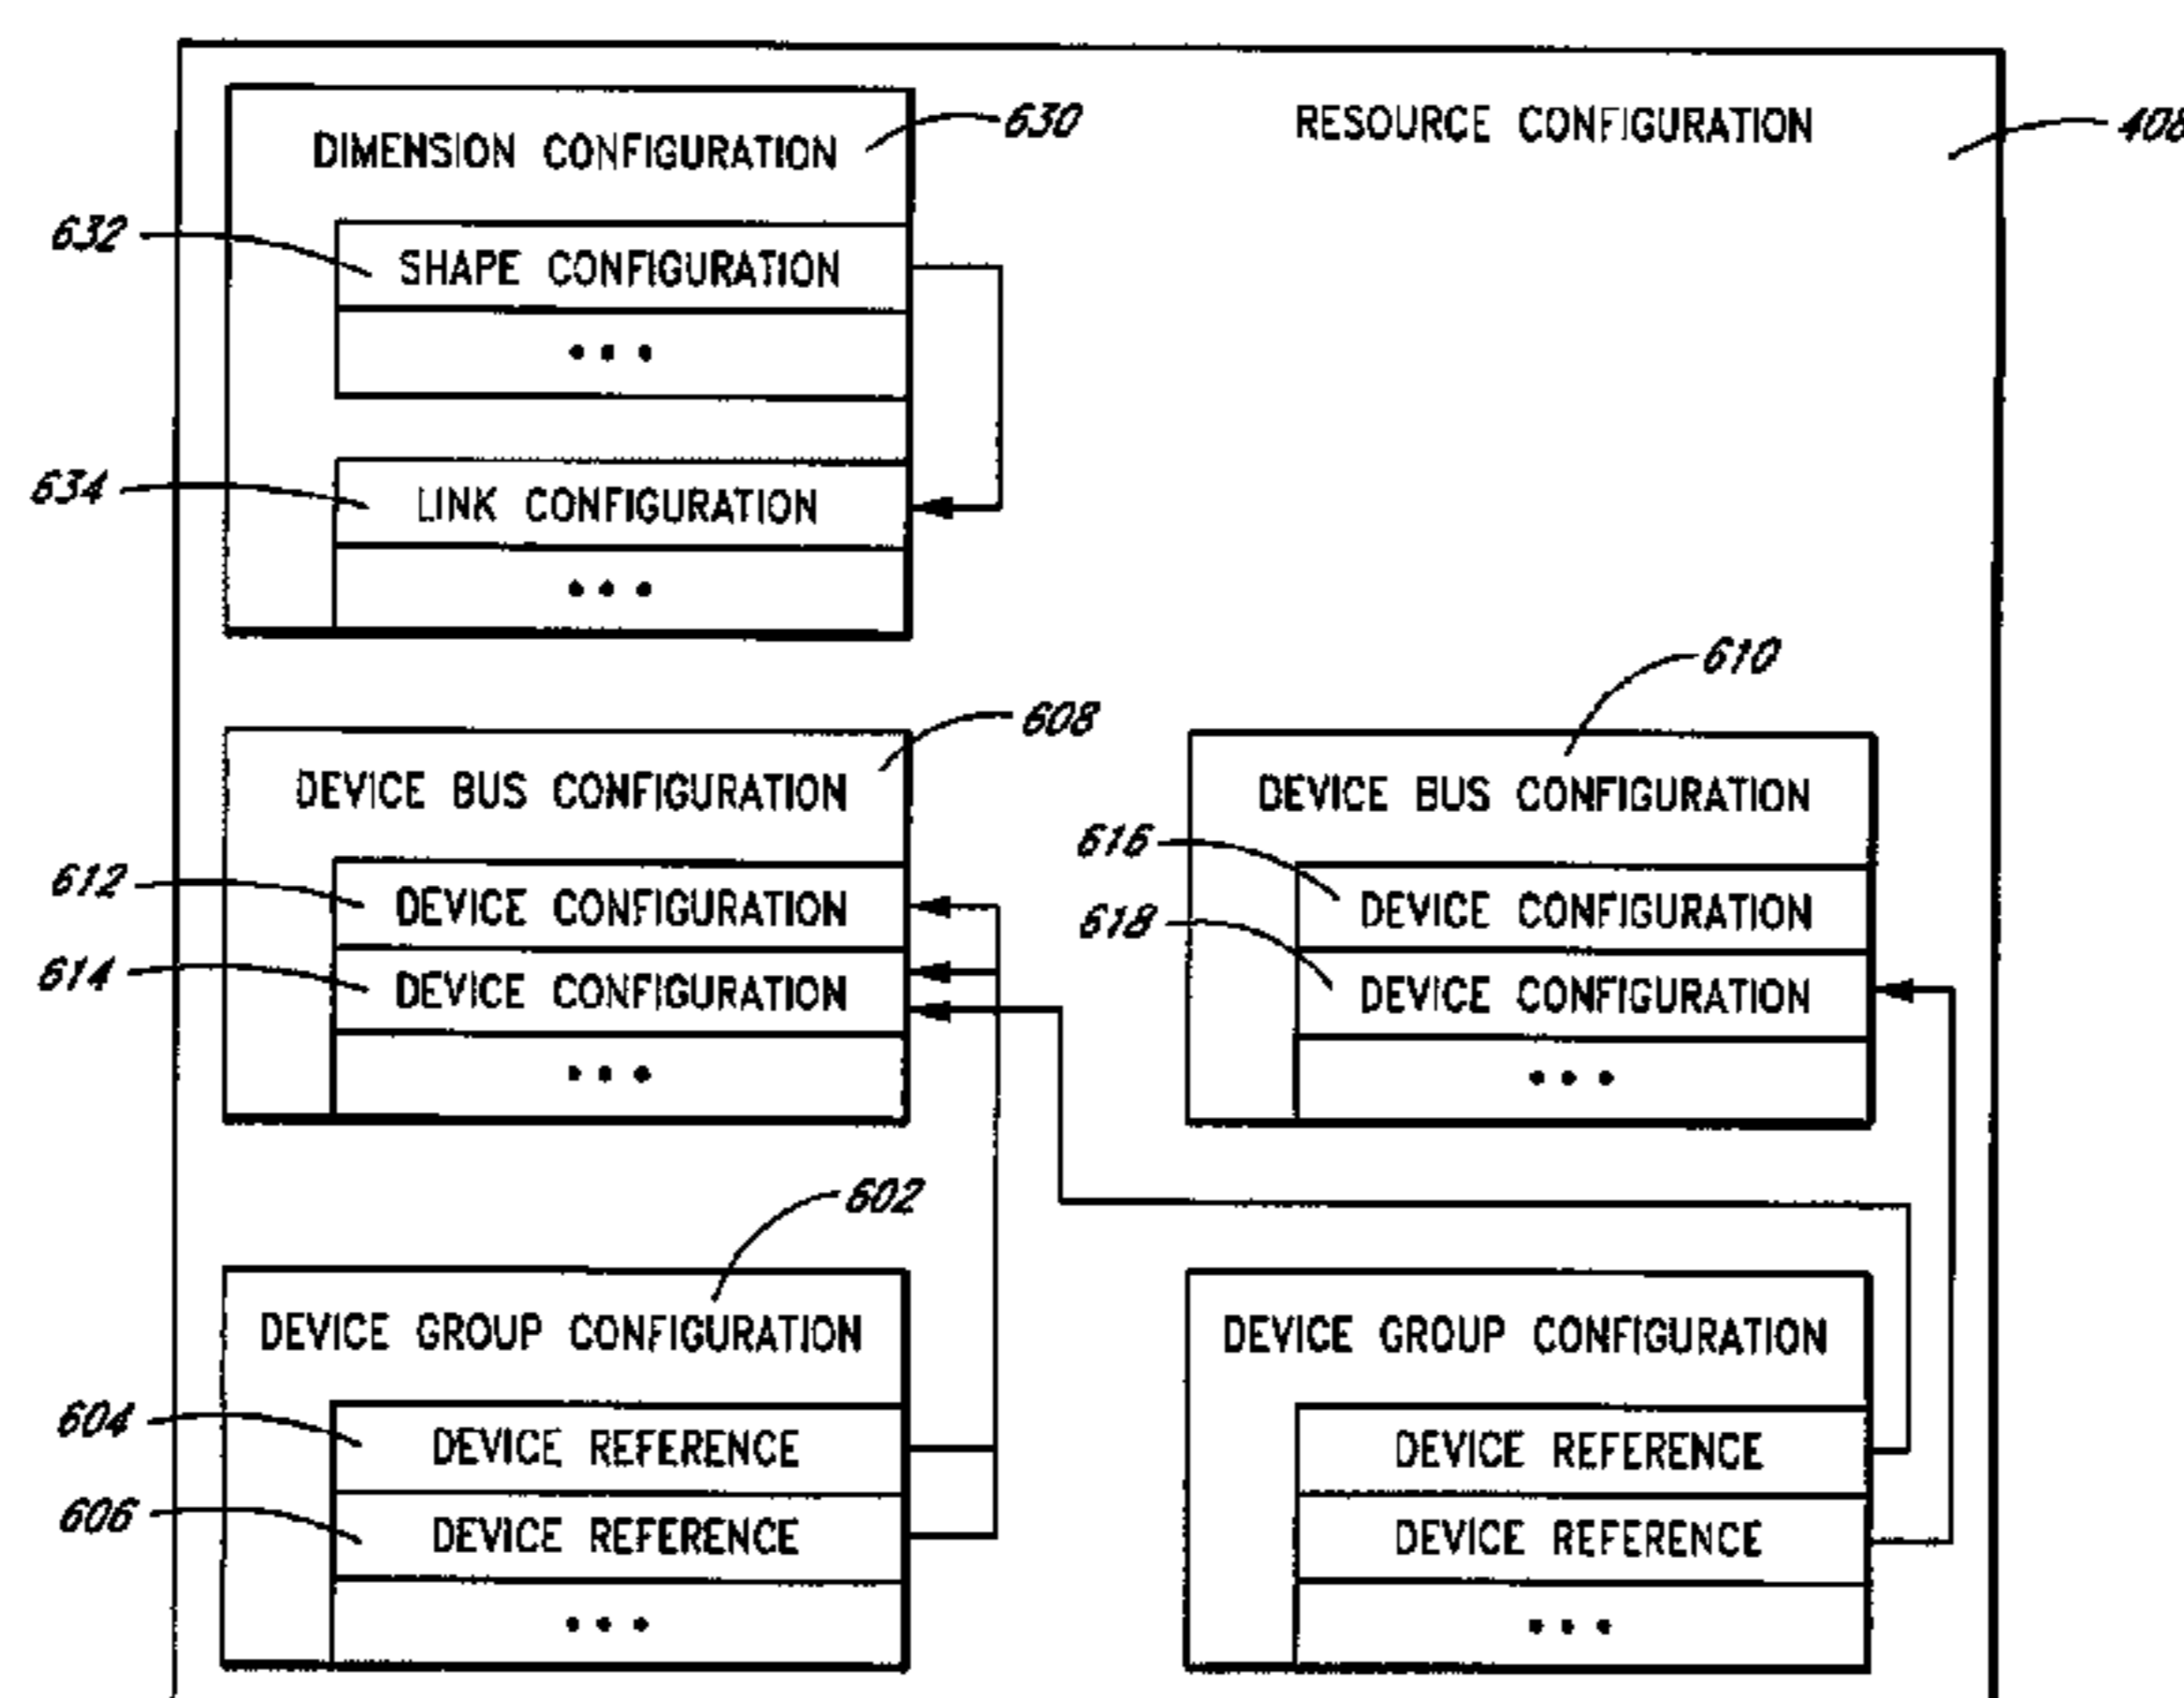 DIMENSION CONFIGURATION
630
RESOURCE CONFIGURATION
408
632
SHAPE CONFIGURATION
...
634
LINK CONFIGURATION
...
608
DEVICE BUS CONFIGURATION
612
DEVICE CONFIGURATION
614
DEVICE CONFIGURATION
...
610
DEVICE BUS CONFIGURATION
616
DEVICE CONFIGURATION
618
DEVICE CONFIGURATION
...
602
DEVICE GROUP CONFIGURATION
604
DEVICE REFERENCE
606
DEVICE REFERENCE
...
DEVICE GROUP CONFIGURATION
DEVICE REFERENCE
DEVICE REFERENCE
...